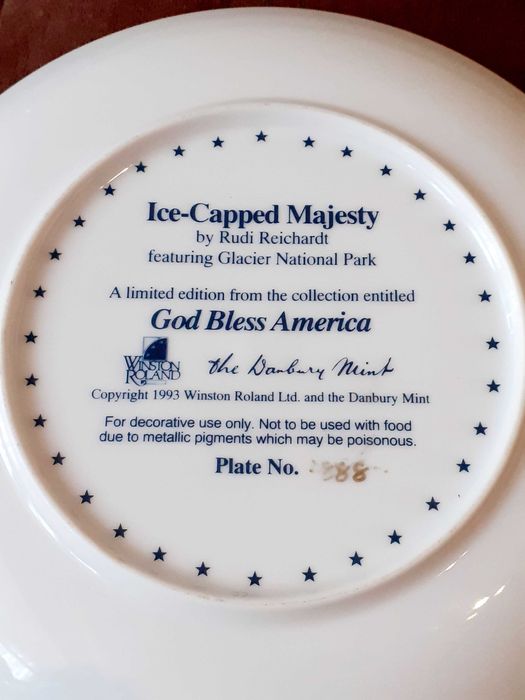 Ice-Capped Majesty
by Rudi Reichardt
featuring Glacier National Park
A limited edition from the collection entitled
God Bless America
WINSTON
ROLAND
the Danbury Mint
Copyright 1993 Winston Roland Ltd. and the Danbury Mint
For decorative use only. Not to be used with food
due to metallic pigments which may be poisonous.
Plate No.